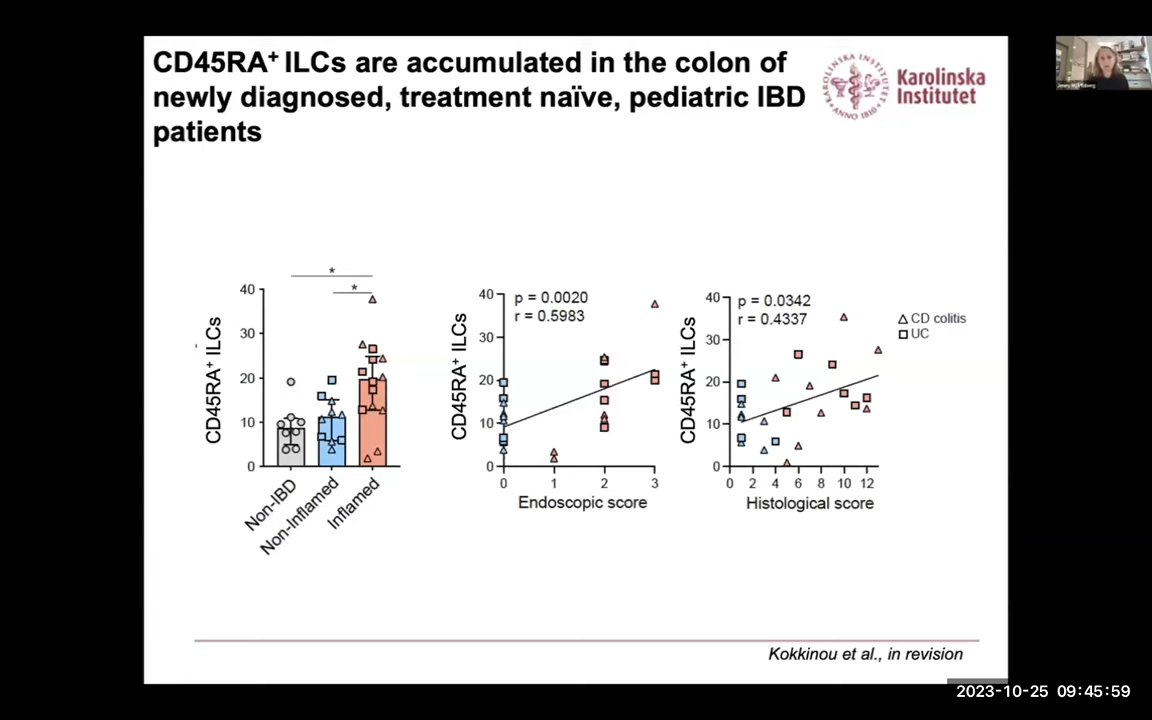 CD45RA⁺ ILCs are accumulated in the colon of
newly diagnosed, treatment naïve, pediatric IBD
patients
KAROLINSKA INSTITUTET
ANNO 1810
Karolinska
Institutet
CD45RA⁺ ILCs
40
30
20
10
0
*
*
Non-IBD
Non-Inflamed
Inflamed
CD45RA⁺ ILCs
40
30
20
10
0
p = 0.0020
r = 0.5983
0 1 2 3
Endoscopic score
CD45RA⁺ ILCs
40
30
20
10
0
p = 0.0342
r = 0.4337
0 2 4 6 8 10 12
Histological score
CD colitis
UC
Kokkinou et al., in revision
2023-10-25 09:45:59